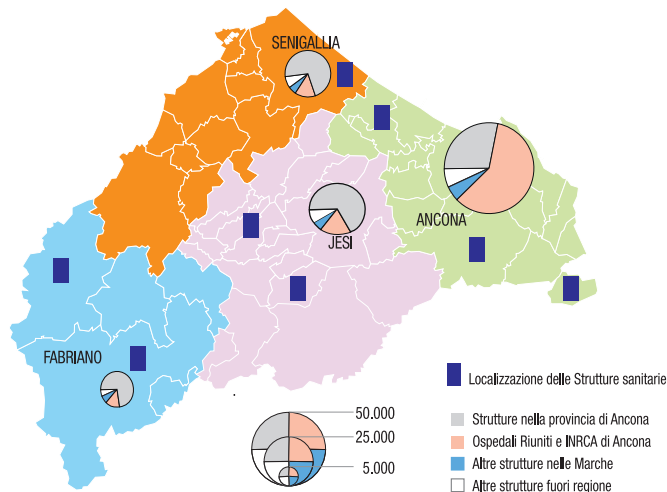 SENIGALLIA
ANCONA
JESI
FABRIANO
Localizzazione delle Strutture sanitarie
50.000
25.000
5.000
Strutture nella provincia di Ancona
Ospedali Riuniti e INRCA di Ancona
Altre strutture nelle Marche
Altre strutture fuori regione